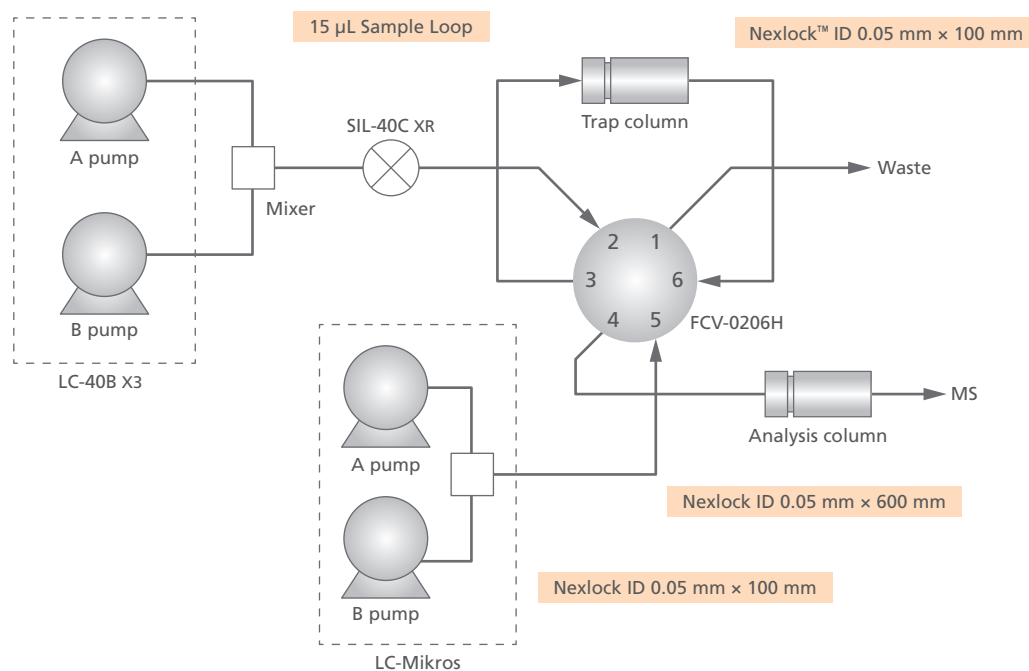 15 µL Sample Loop
Nexlock™ ID 0.05 mm × 100 mm
A pump
B pump
LC-40B X3
Mixer
SIL-40C XR
Trap column
Waste
2 1
3 6
4 5
FCV-0206H
A pump
B pump
LC-Mikros
Analysis column
MS
Nexlock ID 0.05 mm × 600 mm
Nexlock ID 0.05 mm × 100 mm